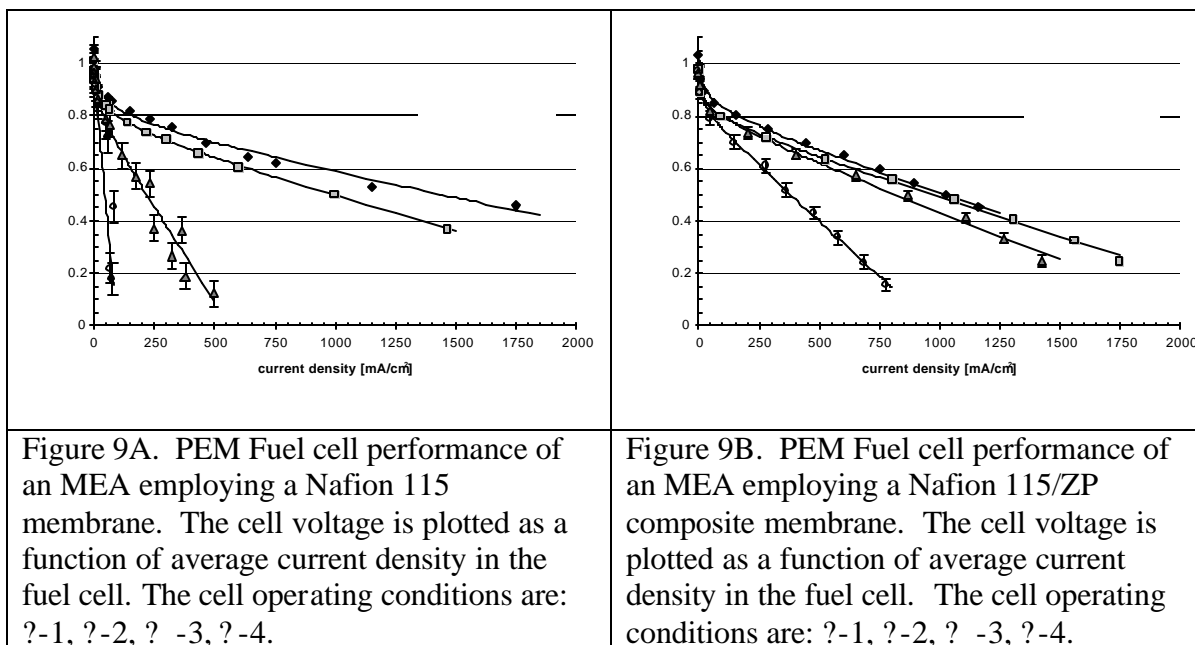 1
0.8
0.6
0.4
0.2
0
0 250 500 750 1000 1250 1500 1750 2000
current density [mA/cm²]
1
0.8
0.6
0.4
0.2
0
0 250 500 750 1000 1250 1500 1750 2000
current density [mA/cm²]
Figure 9A. PEM Fuel cell performance of
an MEA employing a Nafion 115
membrane. The cell voltage is plotted as a
function of average current density in the
fuel cell. The cell operating conditions are:
?-1, ?-2, ? -3, ?-4.
Figure 9B. PEM Fuel cell performance of
an MEA employing a Nafion 115/ZP
composite membrane. The cell voltage is
plotted as a function of average current
density in the fuel cell. The cell operating
conditions are: ?-1, ?-2, ? -3, ?-4.